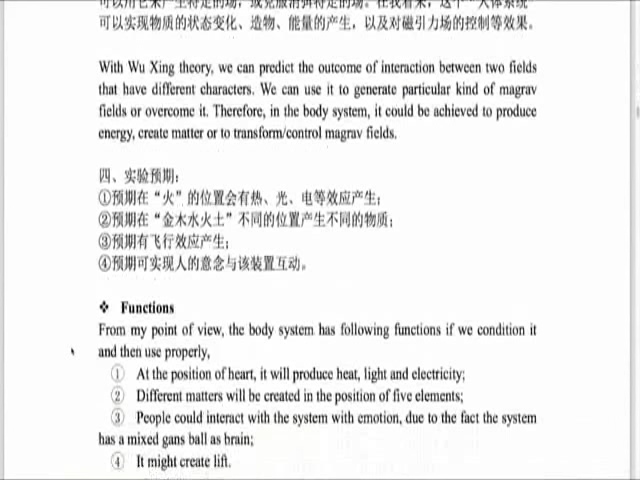 可以用它来产生特定的场，或克服消弭特定的场。在我看来，这个“人体系统”
可以实现物质的状态变化、造物、能量的产生，以及对磁引力场的控制等效果。
With Wu Xing theory, we can predict the outcome of interaction between two fields
that have different characters. We can use it to generate particular kind of magrav
fields or overcome it. Therefore, in the body system, it could be achieved to produce
energy, create matter or to transform/control magrav fields.
四、实验预期：
①预期在“火”的位置会有热、光、电等效应产生；
②预期在“金木水火土”不同的位置产生不同的物质；
③预期有飞行效应产生；
④预期可实现人的意念与该装置互动。
❖ Functions
From my point of view, the body system has following functions if we condition it
and then use properly,
① At the position of heart, it will produce heat, light and electricity;
② Different matters will be created in the position of five elements;
③ People could interact with the system with emotion, due to the fact the system
has a mixed gans ball as brain;
④ It might create lift.